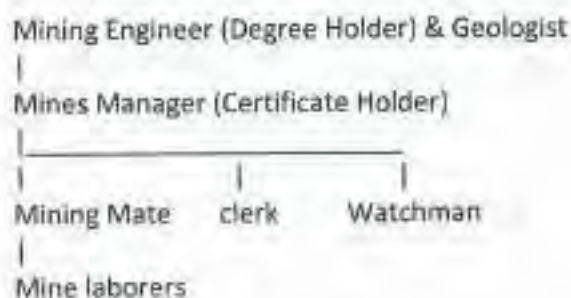 Mining Engineer (Degree Holder) & Geologist
Mines Manager (Certificate Holder)
Mining Mate clerk Watchman
Mine laborers